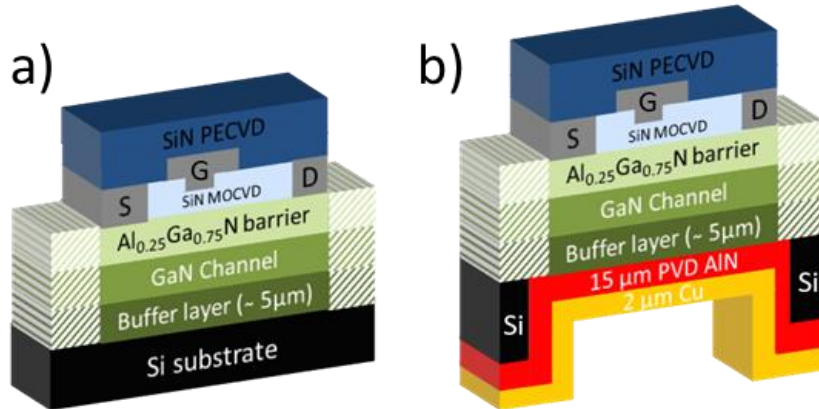 a)
SiN PECVD
G
S
SiN MOCVD
D
Al₀.₂₅Ga₀.₇₅N barrier
GaN Channel
Buffer layer (~ 5μm)
Si substrate
b)
SiN PECVD
G
S
SiN MOCVD
D
Al₀.₂₅Ga₀.₇₅N barrier
GaN Channel
Buffer layer (~ 5μm)
15 μm PVD AlN
2 μm Cu
Si
Si